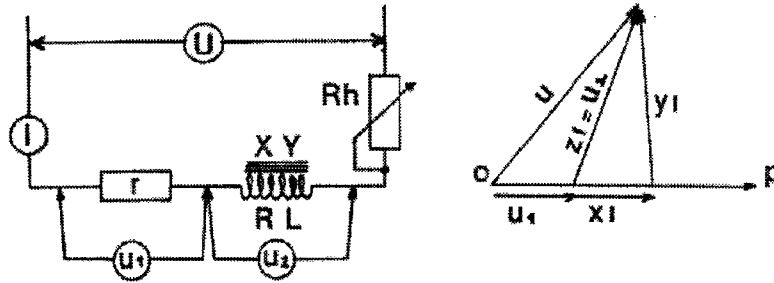 U
I
Rh
X Y
r
R L
u₁
u₂
u
zI = u₂
yI
o
p
u₁
xI